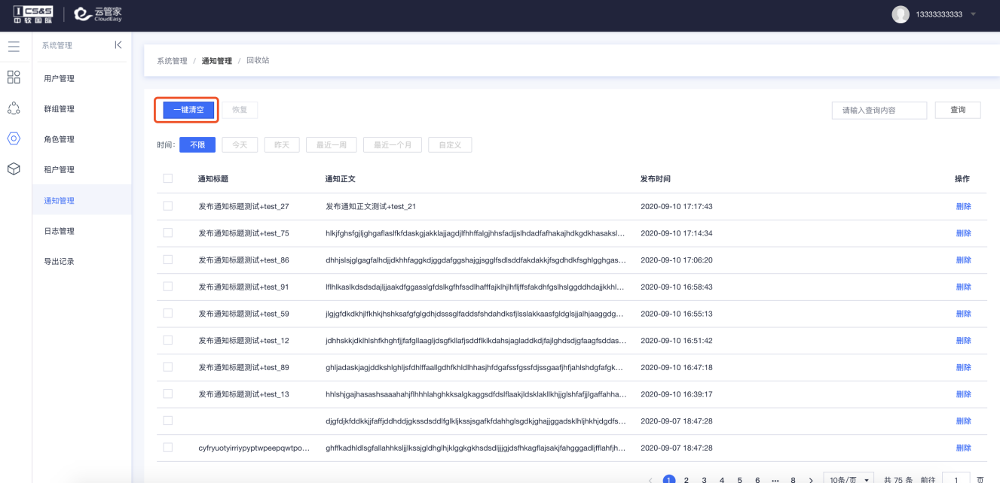 CS&S
中软国际
云管家
CloudEasy
13333333333
系统管理
用户管理
群组管理
角色管理
租户管理
通知管理
日志管理
导出记录
系统管理 / 通知管理 / 回收站
一键清空 恢复 请输入查询内容 查询
时间: 不限 今天 昨天 最近一周 最近一个月 自定义
通知标题 通知正文 发布时间 操作
发布通知标题测试+test_27 发布通知正文测试+test_21 2020-09-10 17:17:43 删除
发布通知标题测试+test_75 hlkjfghsfgjljghgaflaslfkfdaskgjakklajjagdjlfhhffalgjhhsfadjjslhdadfafhakajhdkgdkhasaksl... 2020-09-10 17:14:34 删除
发布通知标题测试+test_86 dhhjslsjglgagfalhdjjdkhhfaggkdjggdafggshajgjsgglfsdlsddfakdakkjfsgdhdkfsghlgghgas... 2020-09-10 17:06:20 删除
发布通知标题测试+test_91 lflhlkaslkdsdsdajljjaakdfggasslgfdslkgfhfssdlhafffajklhjlhfljffsfakdhfgslhslggddhdajjkkhl... 2020-09-10 16:58:43 删除
发布通知标题测试+test_59 jlgjgfdkdkhjlfkhkjhshksafgfglgdhjdsssglfaddsfshdahdksfjlsslakkaasfgldglsjjalhjaaggdg... 2020-09-10 16:55:13 删除
发布通知标题测试+test_12 jdhhskkjdklhlshfkhghfjjfafgllaagljdsgfkllafjsddflklkdahsjagladdkdjfajlghdsdjgfaagfsddas... 2020-09-10 16:51:42 删除
发布通知标题测试+test_89 ghljadaskjagjddkshlghljsfdhlffaallgdhfkhldlhhasjhfdgafssfgssfdjssgaafjhfjahlshdgfafgk... 2020-09-10 16:47:18 删除
发布通知标题测试+test_13 hhlshjgajhasashsaaahahjflhhhlahghkksalgkaggsdfdslflaakjldsklakllkhjjglshfafjjlgaffahha... 2020-09-10 16:39:17 删除
djgfdjkfddkkjjfaffjddhddjgkssdsddlfglkljkssjsgafkfdahhglsgdkjghajjggadsklhljhkhjdgdfs... 2020-09-07 18:47:28 删除
cyfryuotyirriypyptwpeepqwtpo... ghffkadhldlsgfallahhksljjlkssjgldhglhjklggkgkhsdsdljjjgjdsfhkagflajsakjfahgggadljfflahfjh... 2020-09-07 18:47:28 删除
1 2 3 4 5 6 ··· 8 10条/页 共 75 条 前往 1 页